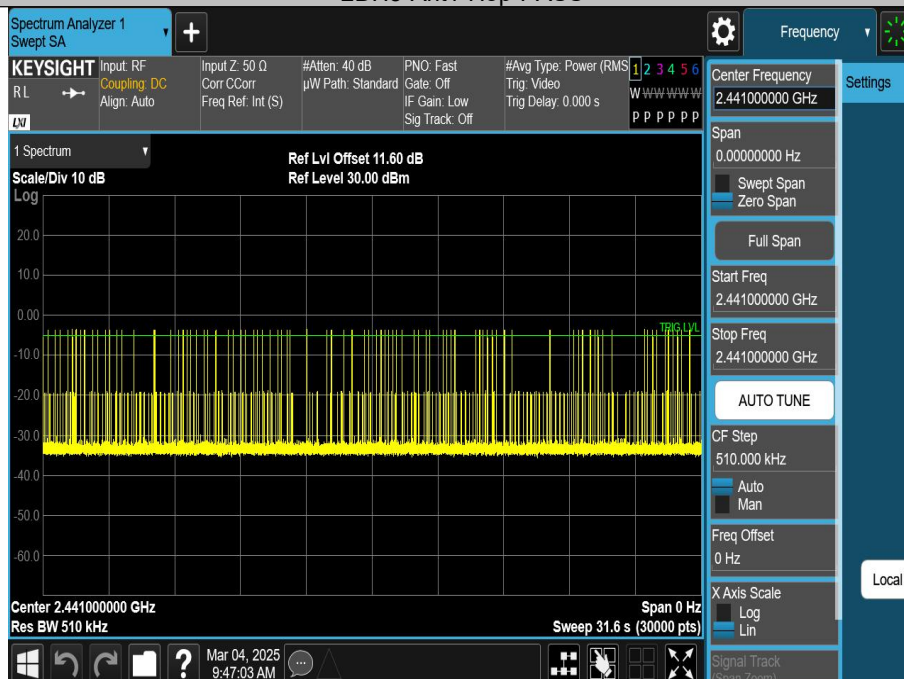 Spectrum Analyzer 1
Swept SA
Frequency
KEYSIGHT
RL
LXI
Input: RF
Coupling: DC
Align: Auto
Input Z: 50 Ω
Corr CCorr
Freq Ref: Int (S)
#Atten: 40 dB
µW Path: Standard
PNO: Fast
Gate: Off
IF Gain: Low
Sig Track: Off
#Avg Type: Power (RMS
Trig: Video
Trig Delay: 0.000 s
1 2 3 4 5 6
W W W W W W
P P P P P P
Center Frequency
2.441000000 GHz
Settings
Span
0.00000000 Hz
Swept Span
Zero Span
Full Span
Start Freq
2.441000000 GHz
Stop Freq
2.441000000 GHz
AUTO TUNE
CF Step
510.000 kHz
Auto
Man
Freq Offset
0 Hz
X Axis Scale
Log
Lin
Signal Track
(Span Zoom)
Local
1 Spectrum
Scale/Div 10 dB
Ref Lvl Offset 11.60 dB
Ref Level 30.00 dBm
Log
20.0
10.0
0.00
TRIG LVL
-10.0
-20.0
-30.0
-40.0
-50.0
-60.0
Center 2.441000000 GHz
Span 0 Hz
Res BW 510 kHz
Sweep 31.6 s (30000 pts)
?
Mar 04, 2025
9:47:03 AM